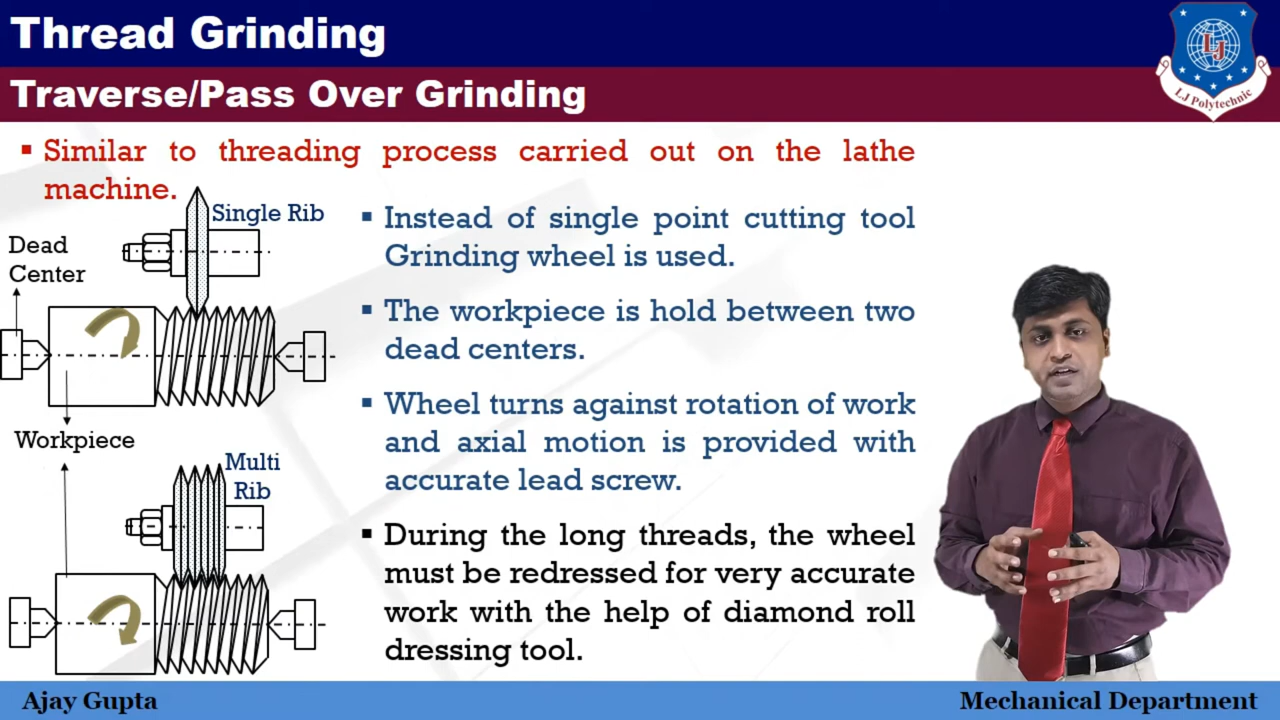 Thread Grinding
LJ
L.J Polytechnic
Traverse/Pass Over Grinding
▪ Similar to threading process carried out on the lathe
machine.
Single Rib
Dead
Center
▪ Instead of single point cutting tool
Grinding wheel is used.
▪ The workpiece is hold between two
dead centers.
▪ Wheel turns against rotation of work
and axial motion is provided with
accurate lead screw.
Workpiece
Multi
Rib
▪ During the long threads, the wheel
must be redressed for very accurate
work with the help of diamond roll
dressing tool.
Ajay Gupta
Mechanical Department